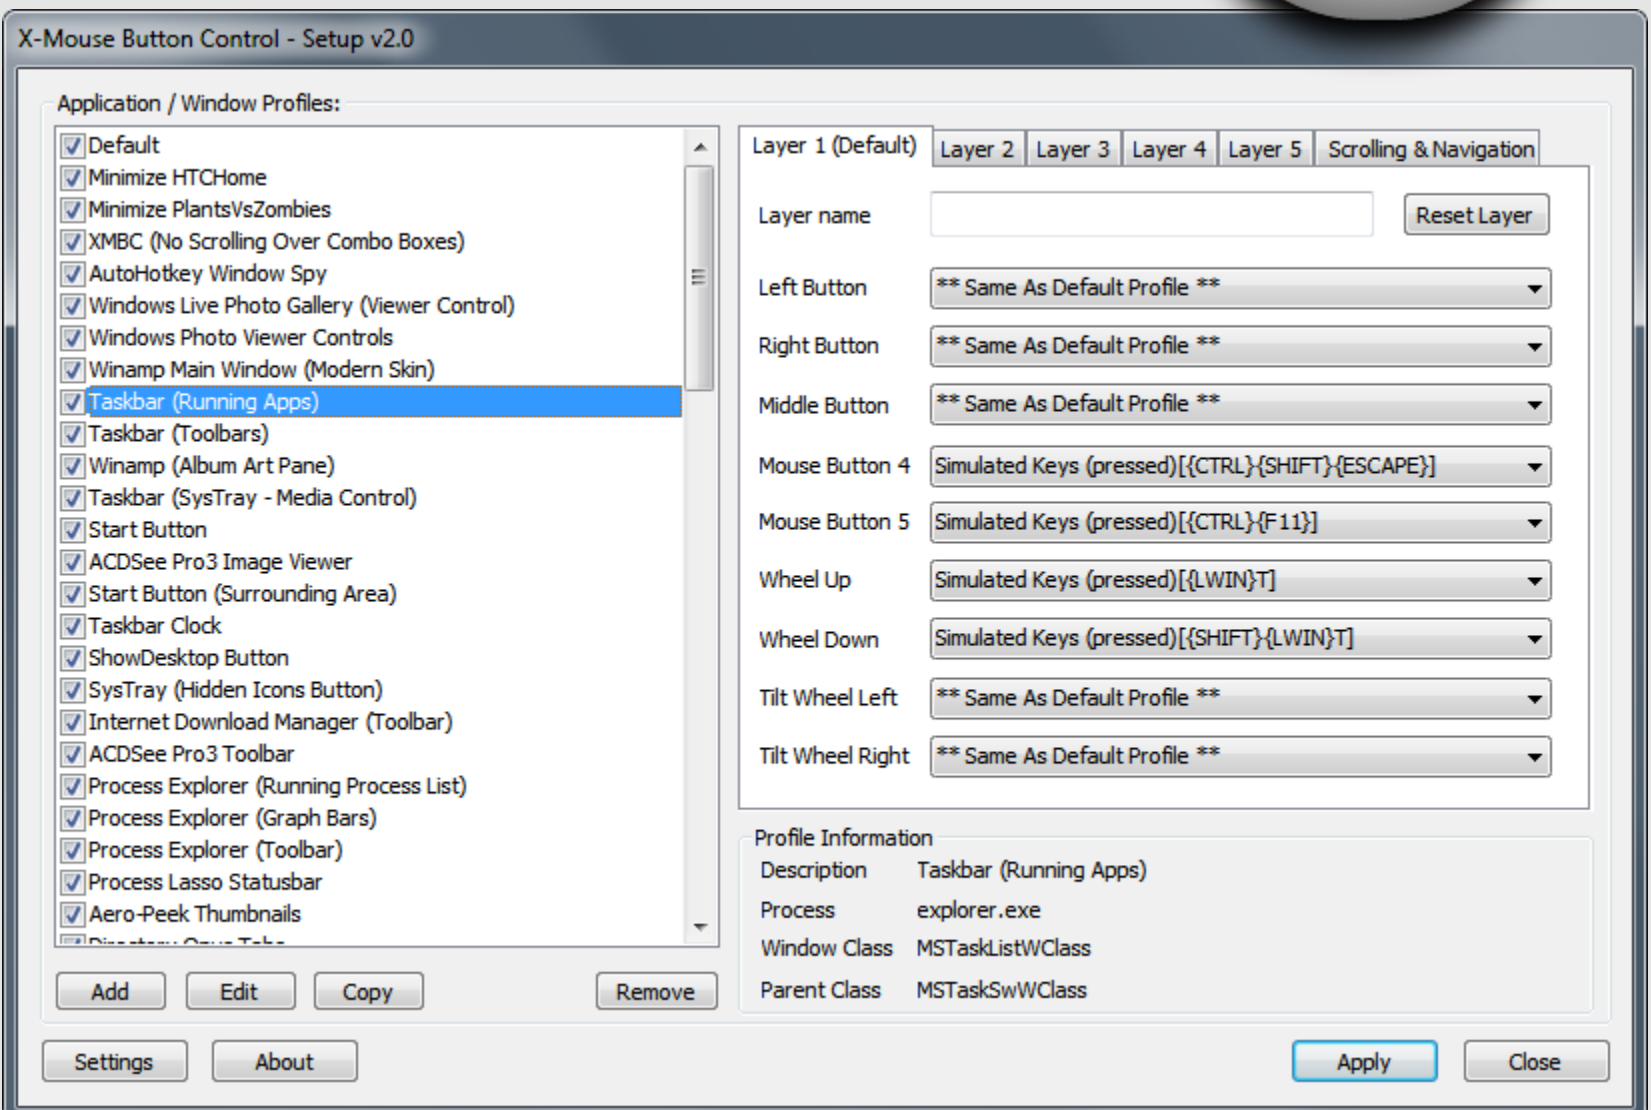 X-Mouse Button Control - Setup v2.0
Application / Window Profiles:
Default
Minimize HTCHome
Minimize PlantsVsZombies
XMBC (No Scrolling Over Combo Boxes)
AutoHotkey Window Spy
Windows Live Photo Gallery (Viewer Control)
Windows Photo Viewer Controls
Winamp Main Window (Modern Skin)
Taskbar (Running Apps)
Taskbar (Toolbars)
Winamp (Album Art Pane)
Taskbar (SysTray - Media Control)
Start Button
ACDSee Pro3 Image Viewer
Start Button (Surrounding Area)
Taskbar Clock
ShowDesktop Button
SysTray (Hidden Icons Button)
Internet Download Manager (Toolbar)
ACDSee Pro3 Toolbar
Process Explorer (Running Process List)
Process Explorer (Graph Bars)
Process Explorer (Toolbar)
Process Lasso Statusbar
Aero-Peek Thumbnails
Directory Opus Tabs
Add Edit Copy Remove
Layer 1 (Default) Layer 2 Layer 3 Layer 4 Layer 5 Scrolling & Navigation
Layer name Reset Layer
Left Button ** Same As Default Profile **
Right Button ** Same As Default Profile **
Middle Button ** Same As Default Profile **
Mouse Button 4 Simulated Keys (pressed)[{CTRL}{SHIFT}{ESCAPE}]
Mouse Button 5 Simulated Keys (pressed)[{CTRL}{F11}]
Wheel Up Simulated Keys (pressed)[{LWIN}T]
Wheel Down Simulated Keys (pressed)[{SHIFT}{LWIN}T]
Tilt Wheel Left ** Same As Default Profile **
Tilt Wheel Right ** Same As Default Profile **
Profile Information
Description Taskbar (Running Apps)
Process explorer.exe
Window Class MSTaskListWClass
Parent Class MSTaskSwWClass
Settings About Apply Close